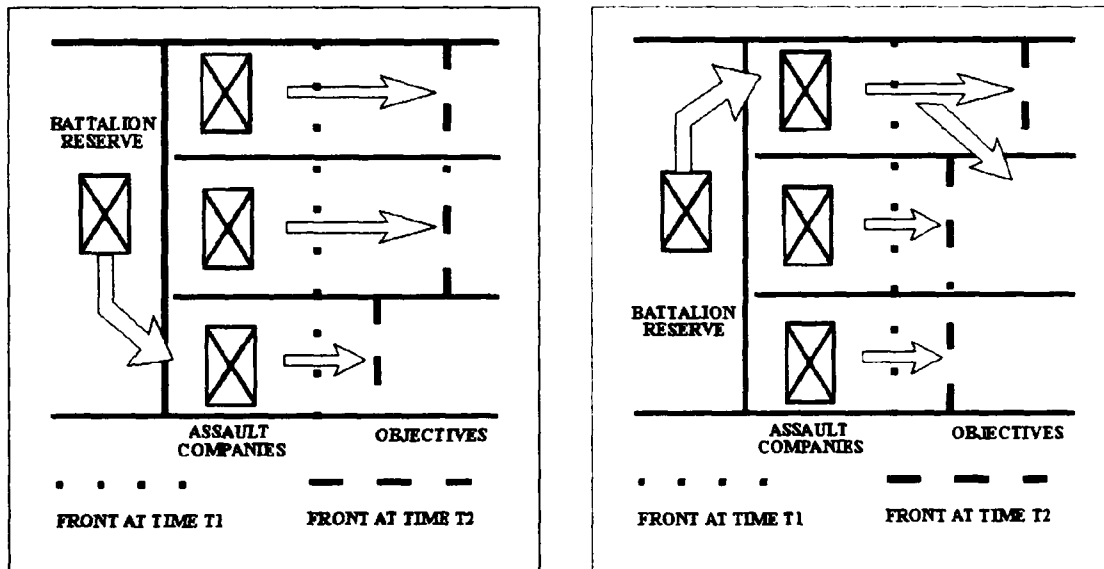 BATTALION
RESERVE
ASSAULT
COMPANIES
OBJECTIVES
FRONT AT TIME T1
FRONT AT TIME T2
BATTALION
RESERVE
ASSAULT
COMPANIES
OBJECTIVES
FRONT AT TIME T1
FRONT AT TIME T2